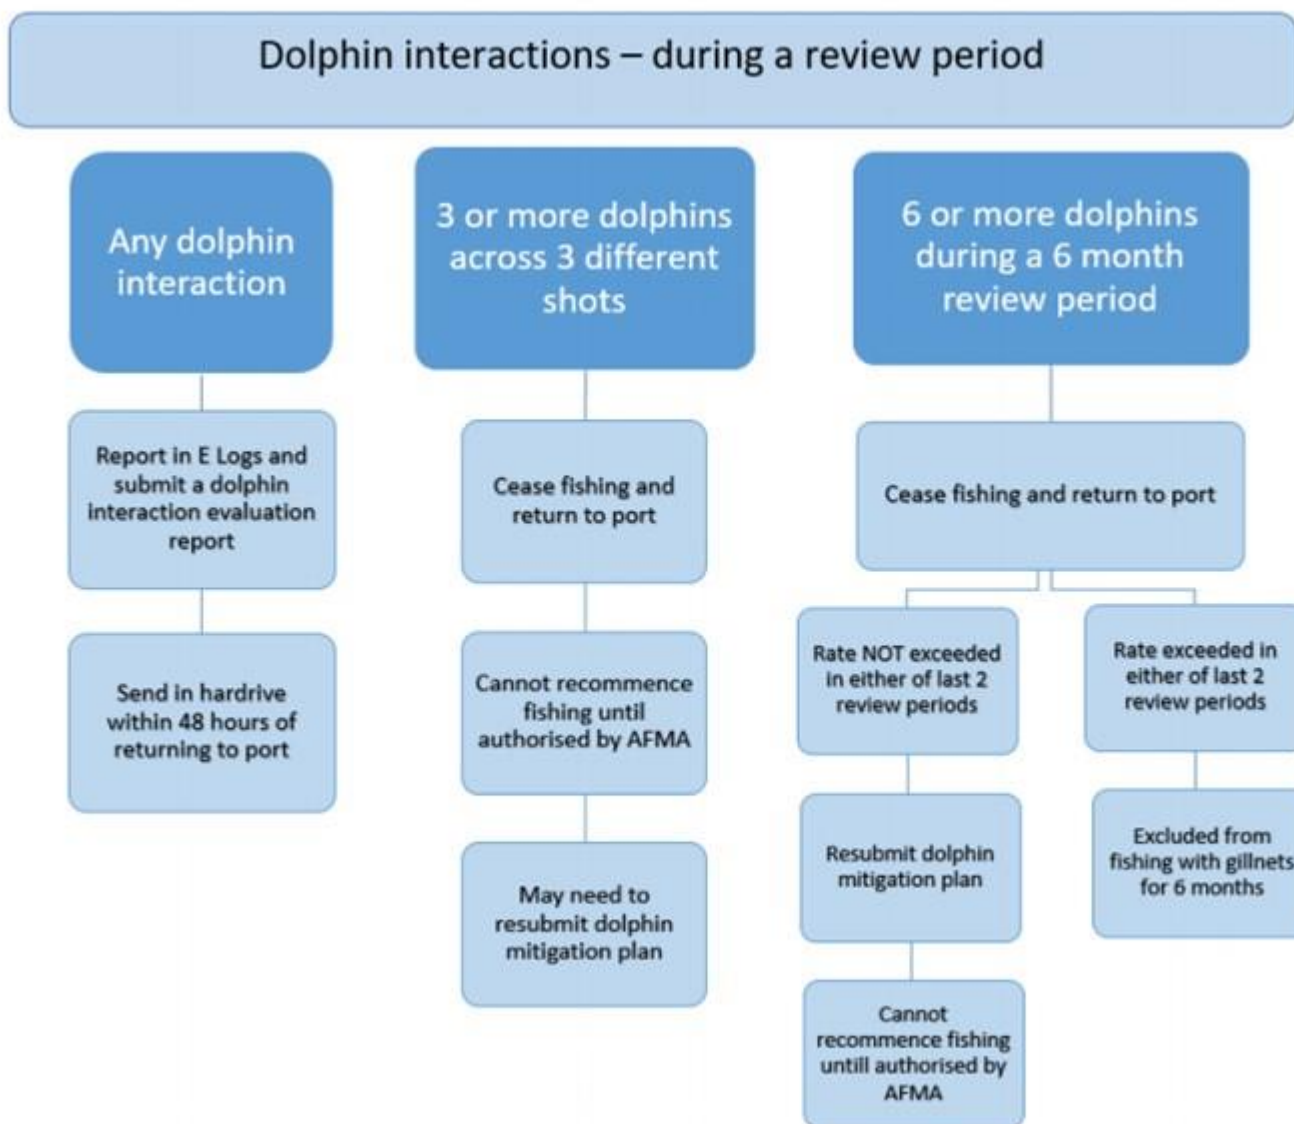 Dolphin interactions – during a review period
Any dolphin
interaction
Report in E Logs and
submit a dolphin
interaction evaluation
report
Send in hardrive
within 48 hours of
returning to port
3 or more dolphins
across 3 different
shots
Cease fishing and
return to port
Cannot recommence
fishing until
authorised by AFMA
May need to
resubmit dolphin
mitigation plan
6 or more dolphins
during a 6 month
review period
Cease fishing and return to port
Rate NOT exceeded
in either of last 2
review periods
Resubmit dolphin
mitigation plan
Cannot
recommence fishing
untill authorised by
AFMA
Rate exceeded in
either of last 2
review periods
Excluded from
fishing with gillnets
for 6 months